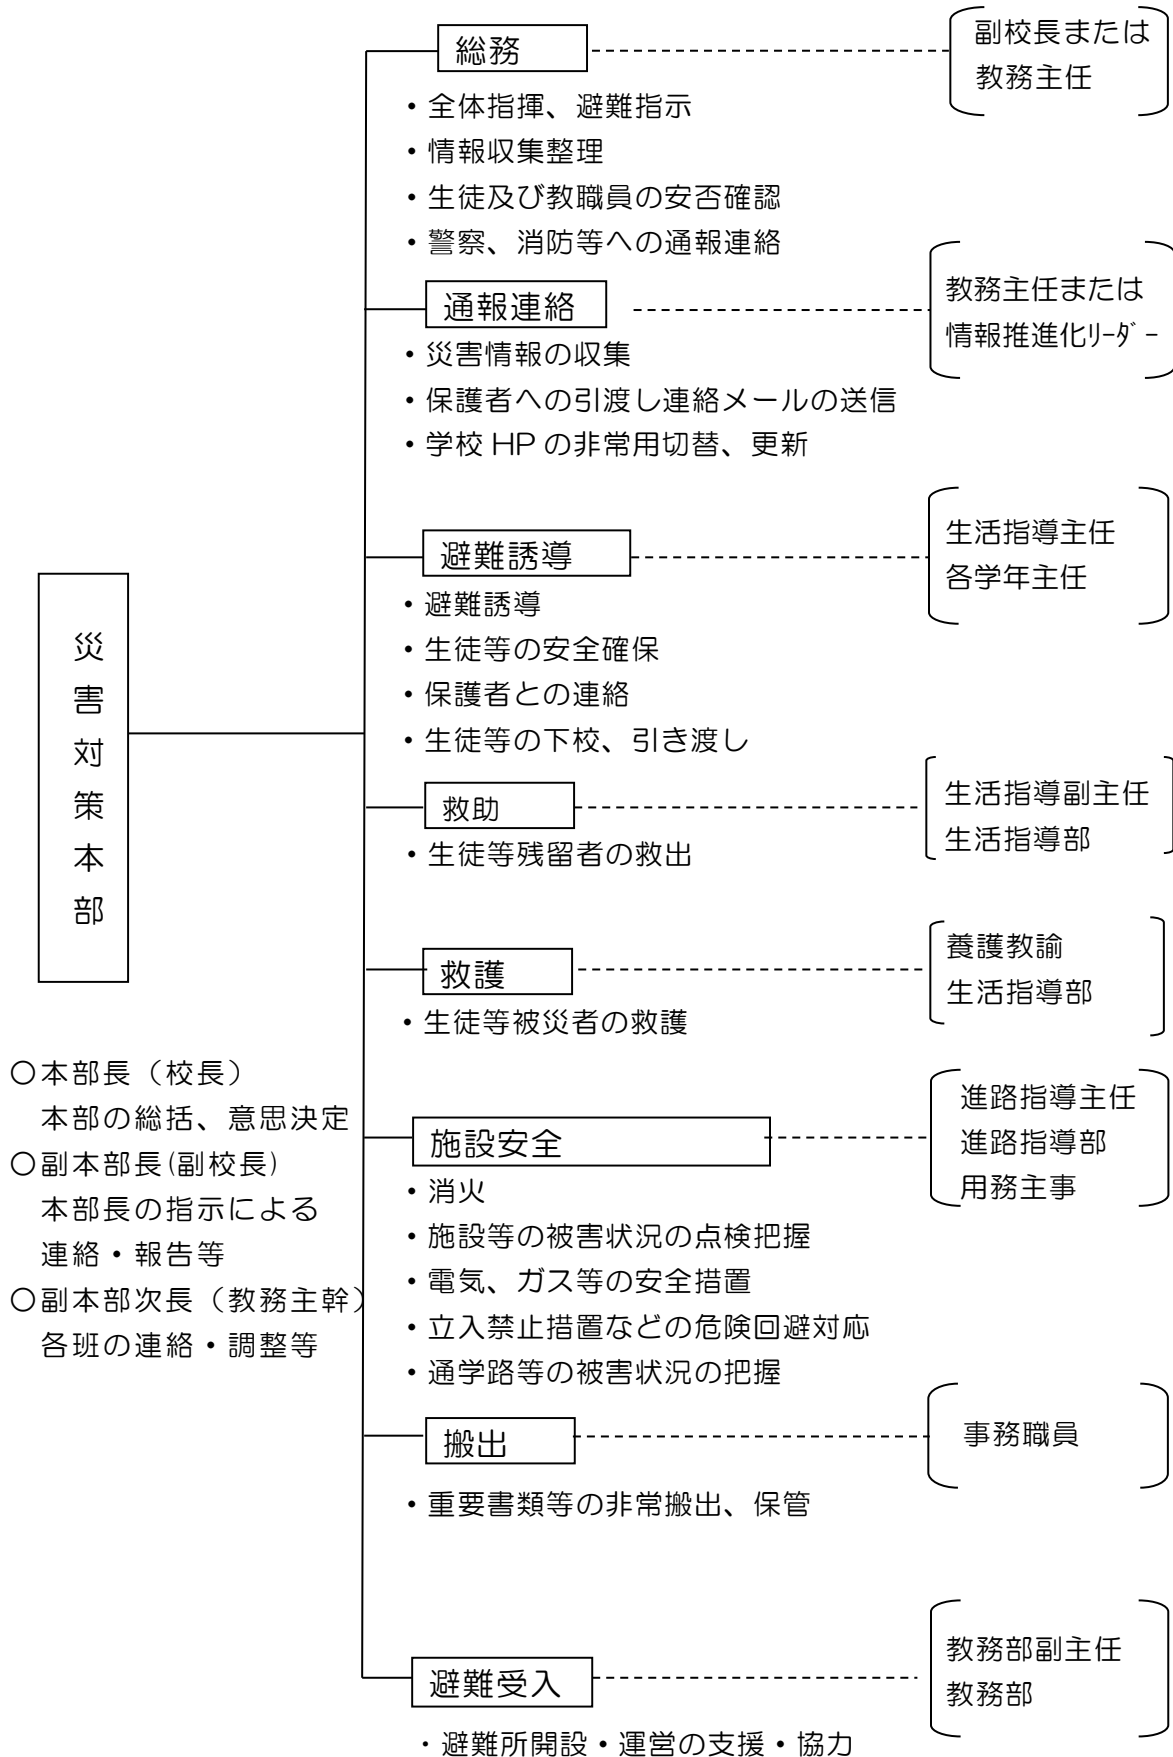 総務
副校長または
教務主任
・全体指揮、避難指示
・情報収集整理
・生徒及び教職員の安否確認
・警察、消防等への通報連絡
通報連絡
教務主任または
情報推進化ﾘｰﾀﾞｰ
・災害情報の収集
・保護者への引渡し連絡メールの送信
・学校 HP の非常用切替、更新
避難誘導
生活指導主任
各学年主任
・避難誘導
・生徒等の安全確保
・保護者との連絡
・生徒等の下校、引き渡し
救助
生活指導副主任
生活指導部
・生徒等残留者の救出
救護
養護教諭
生活指導部
・生徒等被災者の救護
施設安全
進路指導主任
進路指導部
用務主事
・消火
・施設等の被害状況の点検把握
・電気、ガス等の安全措置
・立入禁止措置などの危険回避対応
・通学路等の被害状況の把握
搬出
事務職員
・重要書類等の非常搬出、保管
避難受入
教務部副主任
教務部
・避難所開設・運営の支援・協力
災害対策本部
○本部長（校長）
本部の総括、意思決定
○副本部長(副校長)
本部長の指示による
連絡・報告等
○副本部次長（教務主幹）
各班の連絡・調整等